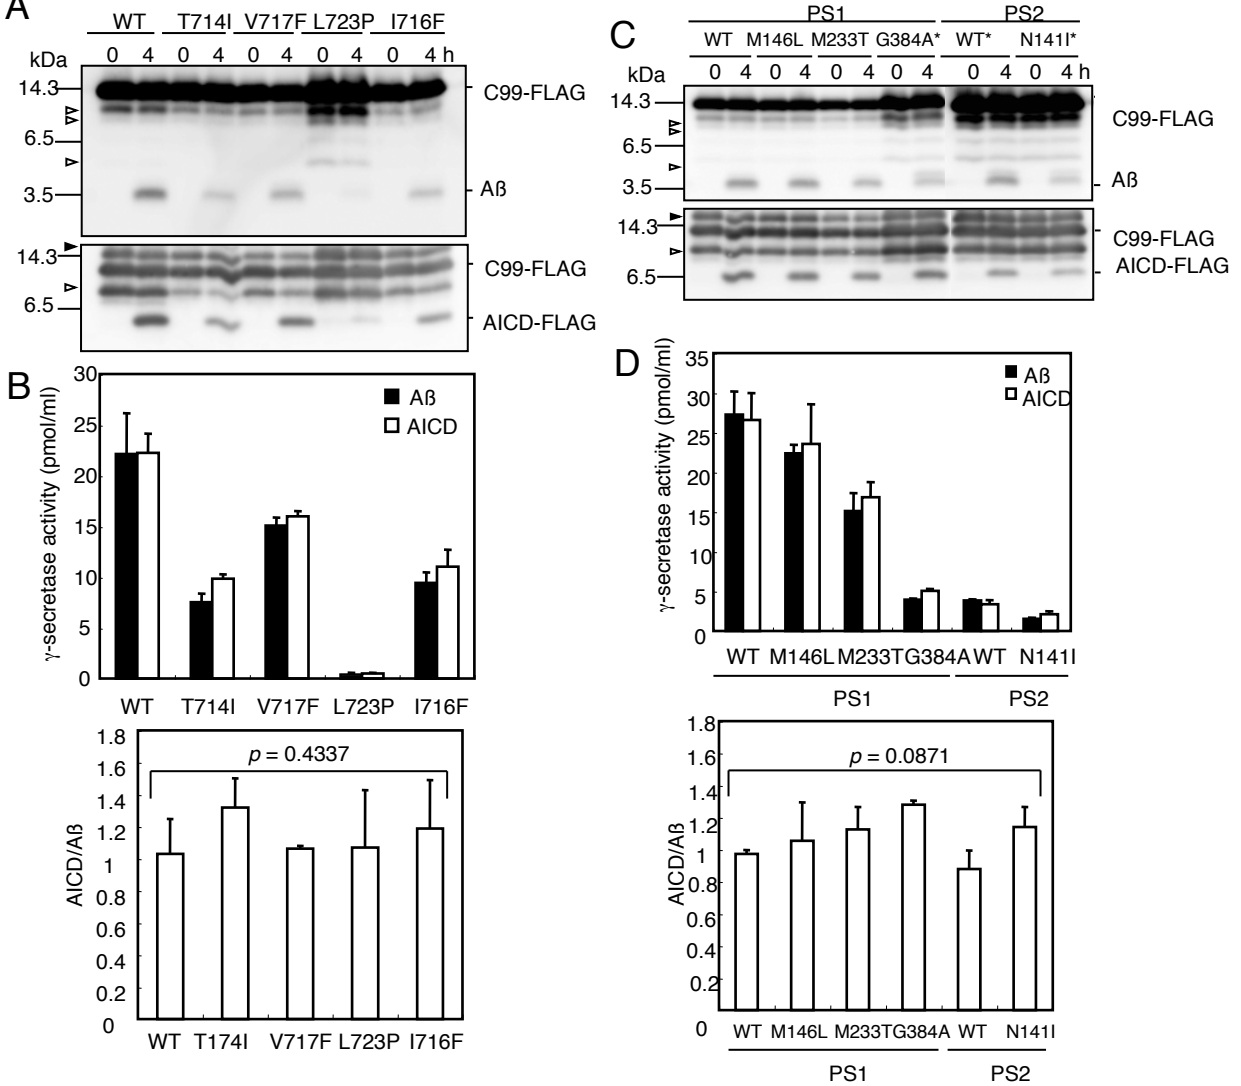 A
WT T714I V717F L723P I716F
kDa 0 4 0 4 0 4 0 4 0 4 h
14.3
C99-FLAG
6.5
3.5
Aß
14.3
C99-FLAG
6.5
AICD-FLAG
B
γ-secretase activity (pmol/ml)
30
25
20
15
10
5
0
Aß
AICD
WT T714I V717F L723P I716F
AICD/Aß
1.8
1.6
1.4
1.2
1
0.8
0.6
0.4
0.2
0
p = 0.4337
WT T174I V717F L723P I716F
C
PS1 PS2
WT M146L M233T G384A* WT* N141I*
kDa 0 4 0 4 0 4 0 4 0 4 0 4 h
14.3
C99-FLAG
6.5
3.5
Aß
14.3
C99-FLAG
AICD-FLAG
6.5
D
γ-secretase activity (pmol/ml)
35
30
25
20
15
10
5
0
Aß
AICD
WT M146L M233T G384A WT N141I
PS1 PS2
AICD/Aß
1.8
1.6
1.4
1.2
1
0.8
0.6
0.4
0.2
0
p = 0.0871
WT M146L M233T G384A WT N141I
PS1 PS2